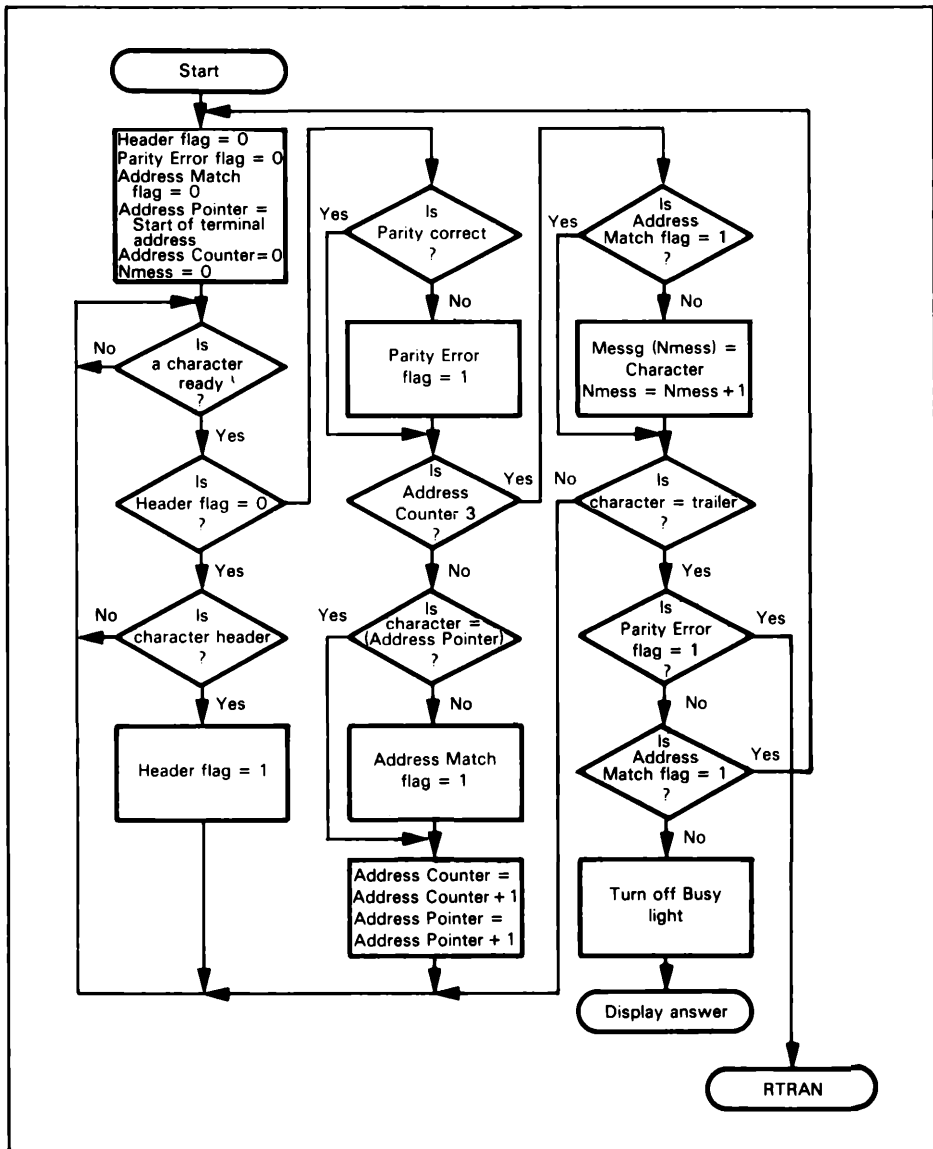 Start
Header flag = 0
Parity Error flag = 0
Address Match
flag = 0
Address Pointer =
Start of terminal
address
Address Counter = 0
Nmess = 0
No
Is
a character
ready
?
Yes
Is
Header flag = 0
?
Yes
No
Is
character header
?
Yes
Header flag = 1
Yes
Is
Parity correct
?
No
Parity Error
flag = 1
Is
Address
Counter 3
?
Yes
No
Yes
Is
character =
(Address Pointer)
?
No
Address Match
flag = 1
Address Counter =
Address Counter + 1
Address Pointer =
Address Pointer + 1
Yes
Is
Address
Match flag = 1
?
No
Messg (Nmess) =
Character
Nmess = Nmess + 1
No
Is
character = trailer
?
Yes
Is
Parity Error
flag = 1
?
Yes
No
Is
Address
Match flag = 1
?
Yes
No
Turn off Busy
light
Display answer
RTRAN